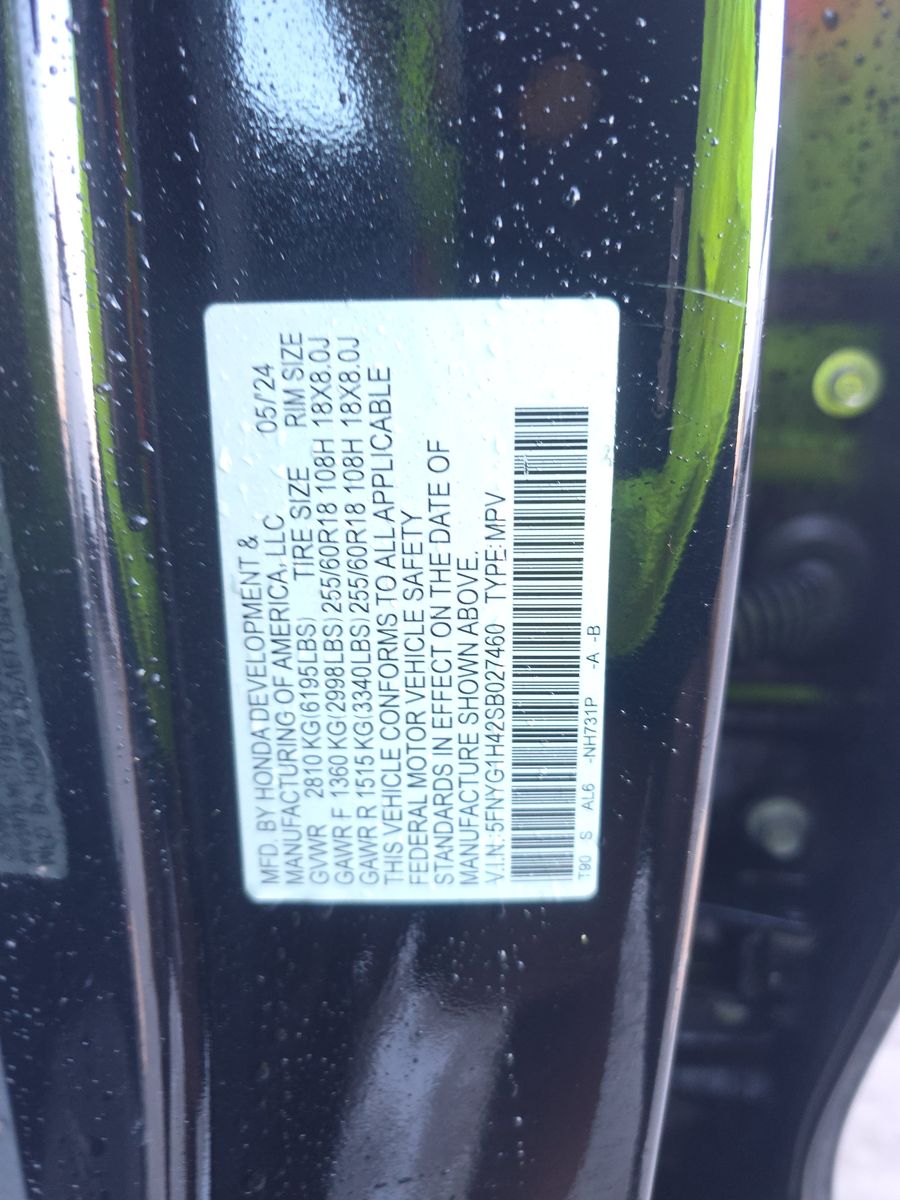 MFD. BY HONDA DEVELOPMENT &
MANUFACTURING OF AMERICA, LLC 05/'24
GVWR 2810 KG(6195LBS) TIRE SIZE RIM SIZE
GAWR F 1360 KG(2998LBS) 255/60R18 108H 18X8.0J
GAWR R 1515 KG(3340LBS) 255/60R18 108H 18X8.0J
THIS VEHICLE CONFORMS TO ALL APPLICABLE
FEDERAL MOTOR VEHICLE SAFETY
STANDARDS IN EFFECT ON THE DATE OF
MANUFACTURE SHOWN ABOVE.
V.I.N.:5FNYG1H42SB027460 TYPE:MPV
T90 S AL6 -NH731P -A -B